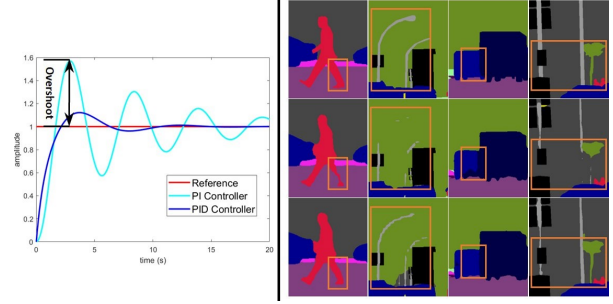 1.6
1.4
1.2
1
0.8
0.6
0.4
0.2
0
Overshoot
amplitude
Reference
PI Controller
PID Controller
0
5
10
15
20
time (s)